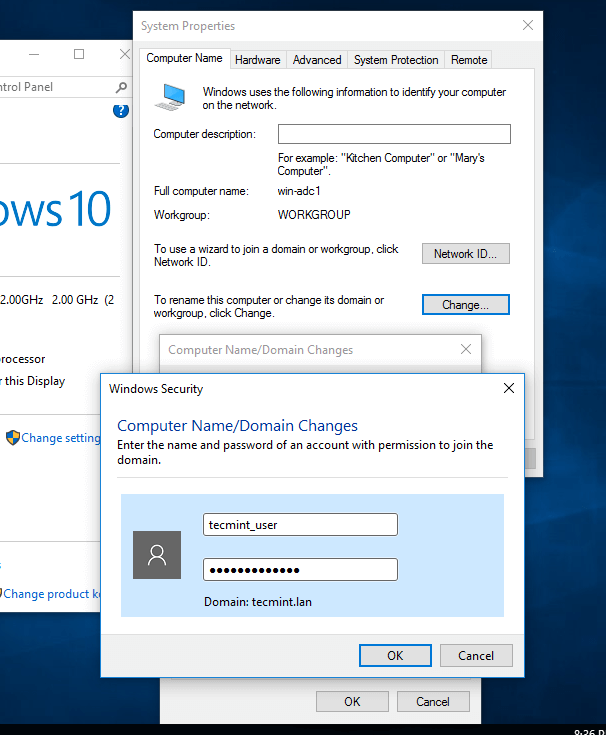 System Properties
Computer Name Hardware Advanced System Protection Remote
Windows uses the following information to identify your computer
on the network.
Computer description:
For example: "Kitchen Computer" or "Mary's
Computer".
Full computer name: win-adc1
Workgroup: WORKGROUP
To use a wizard to join a domain or workgroup, click
Network ID.
Network ID...
To rename this computer or change its domain or
workgroup, click Change.
Change...
ntrol Panel
?
ows 10
2.00GHz 2.00 GHz (2
rocessor
r this Display
Change setting
Change product ke
Computer Name/Domain Changes
Windows Security
Computer Name/Domain Changes
Enter the name and password of an account with permission to join the
domain.
tecmint_user
●●●●●●●●●●●●●
Domain: tecmint.lan
OK Cancel
OK Cancel